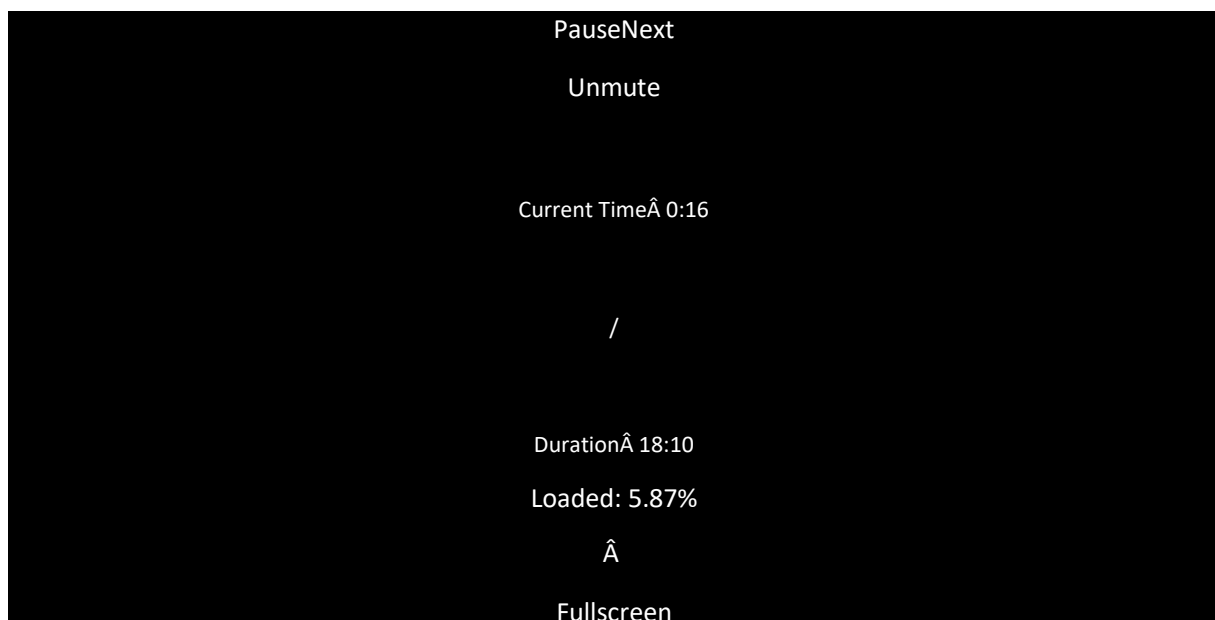 PauseNext
Unmute
Current TimeÂ 0:16
/
DurationÂ 18:10
Loaded: 5.87%
Â
Fullscreen